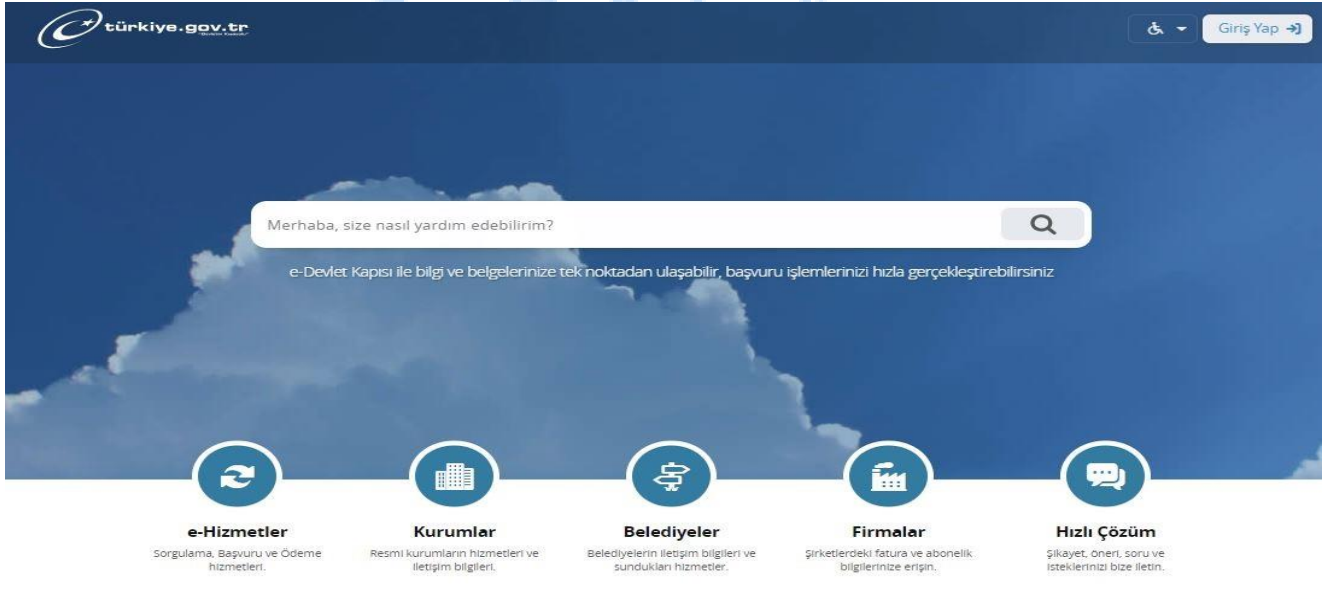 türkiye.gov.tr
Giriş Yap
Merhaba, size nasıl yardım edebilirim?
e-Devlet Kapısı ile bilgi ve belgelerinize tek noktadan ulaşabilir, başvuru işlemlerinizi hızla gerçekleştirebilirsiniz
e-Hizmetler
Sorgulama, Başvuru ve Ödeme
hizmetleri.
Kurumlar
Resmi kurumların hizmetleri ve
iletişim bilgileri.
Belediyeler
Belediyelerin iletişim bilgileri ve
sundukları hizmetler.
Firmalar
Şirketlerdeki fatura ve abonelik
bilgilerinize erişin.
Hızlı Çözüm
Şikayet, öneri, soru ve
isteklerinizi bize iletin.